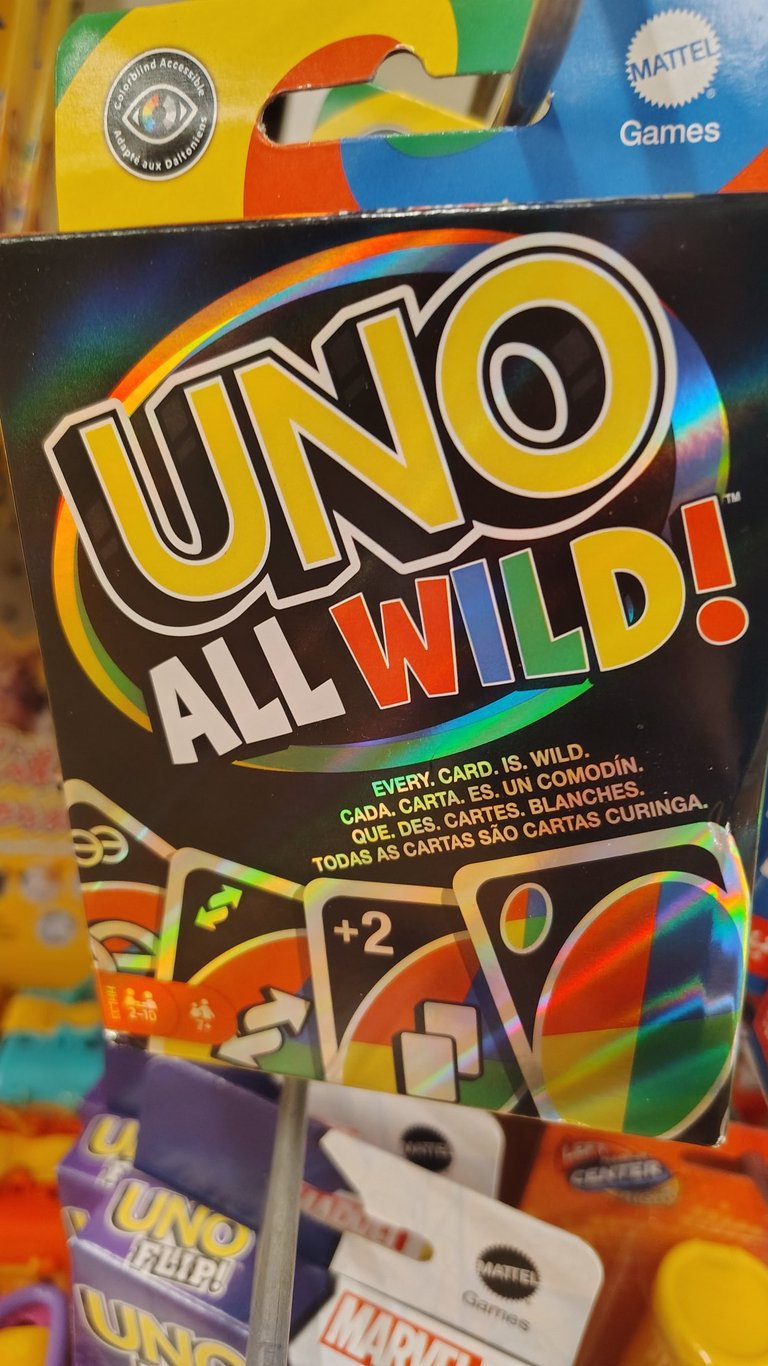 Colorblind Accessible
Adapté aux Daltoniens
MATTEL
®
Games
UNO
ALL WILD!
™
EVERY. CARD. IS. WILD.
CADA. CARTA. ES. UN COMODÍN.
QUE. DES. CARTES. BLANCHES.
TODAS AS CARTAS SÃO CARTAS CURINGA.
+2
2-10
7+
MATTEL
UNO
FLIP!
MATTEL
Games
UNO
MARVEL
CENTER